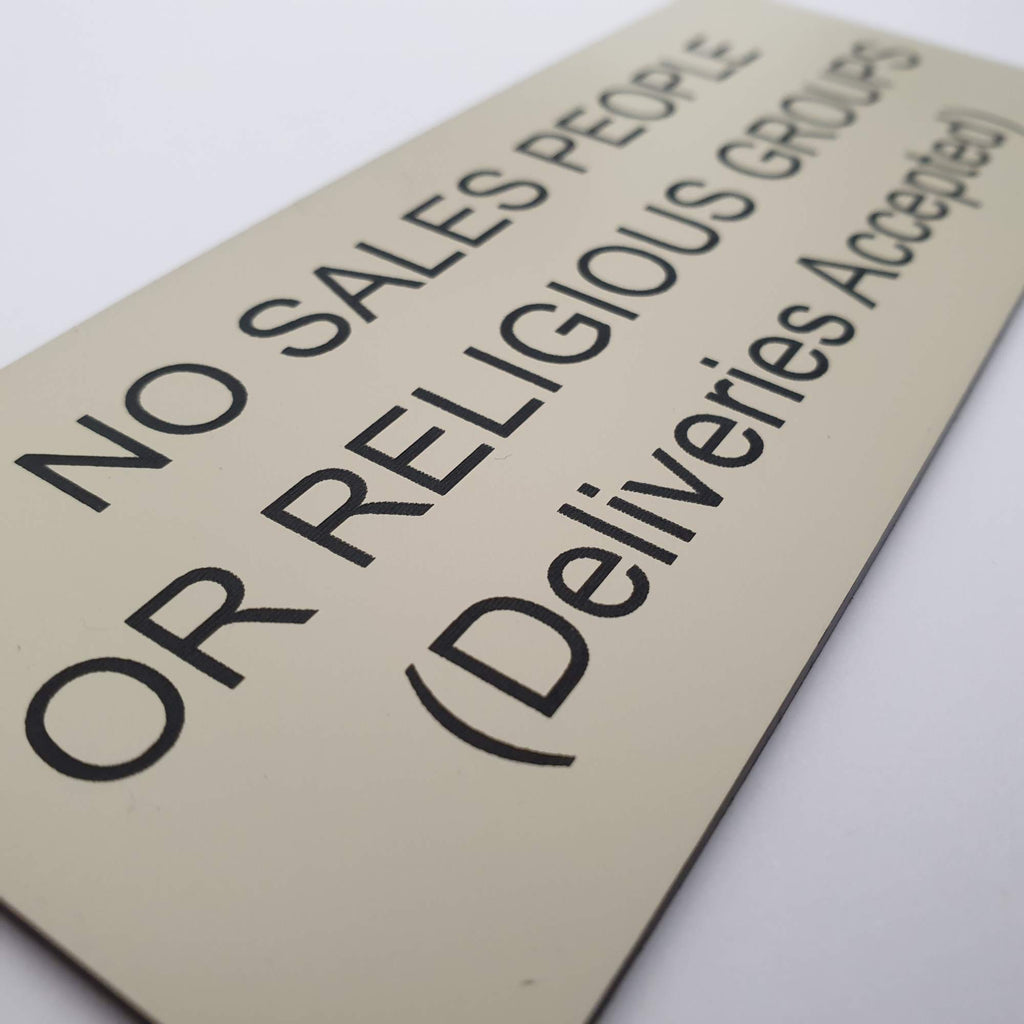 NO SALES PEOPLE
OR RELIGIOUS GROUPS
(Deliveries Accepted)